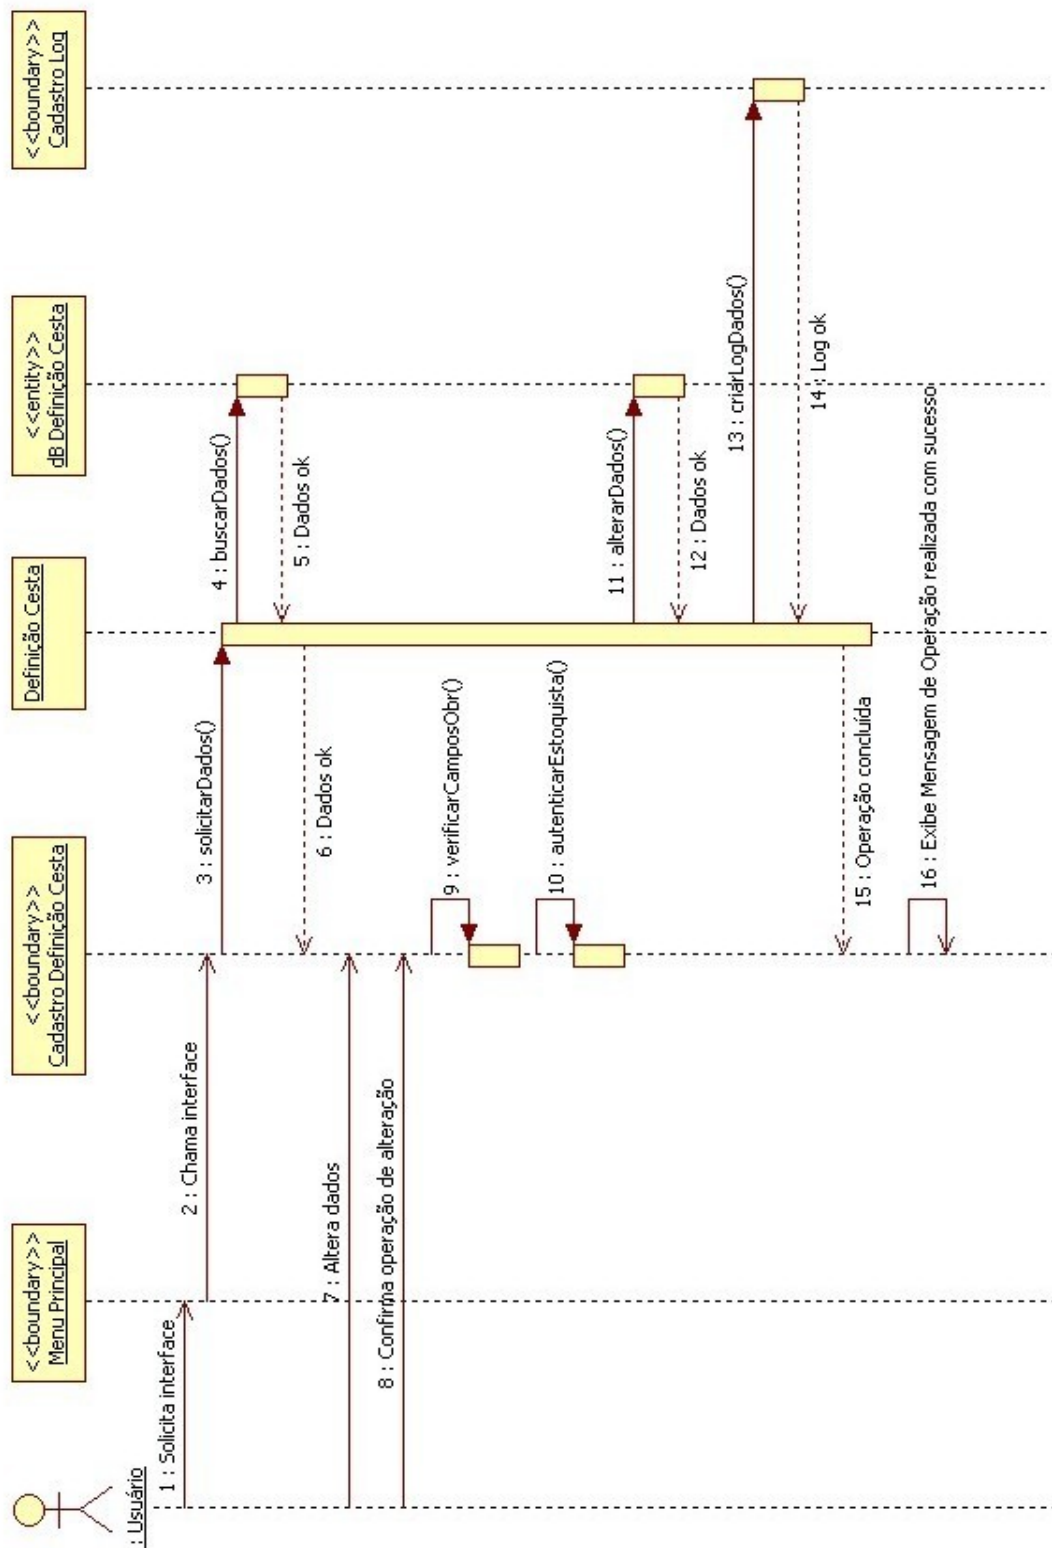 : Usuário
<<boundary>>
Menu Principal
<<boundary>>
Cadastro Definição Cesta
Definição Cesta
<<entity>>
dB Definição Cesta
<<boundary>>
Cadastro Log
1 : Solicita interface
2 : Chama interface
3 : solicitarDados()
4 : buscarDados()
5 : Dados ok
6 : Dados ok
7 : Altera dados
8 : Confirma operação de alteração
9 : verificarCamposObr()
10 : autenticarEstoquista()
11 : alterarDados()
12 : Dados ok
13 : criarLogDados()
14 : Log ok
15 : Operação concluída
16 : Exibe Mensagem de Operação realizada com sucesso